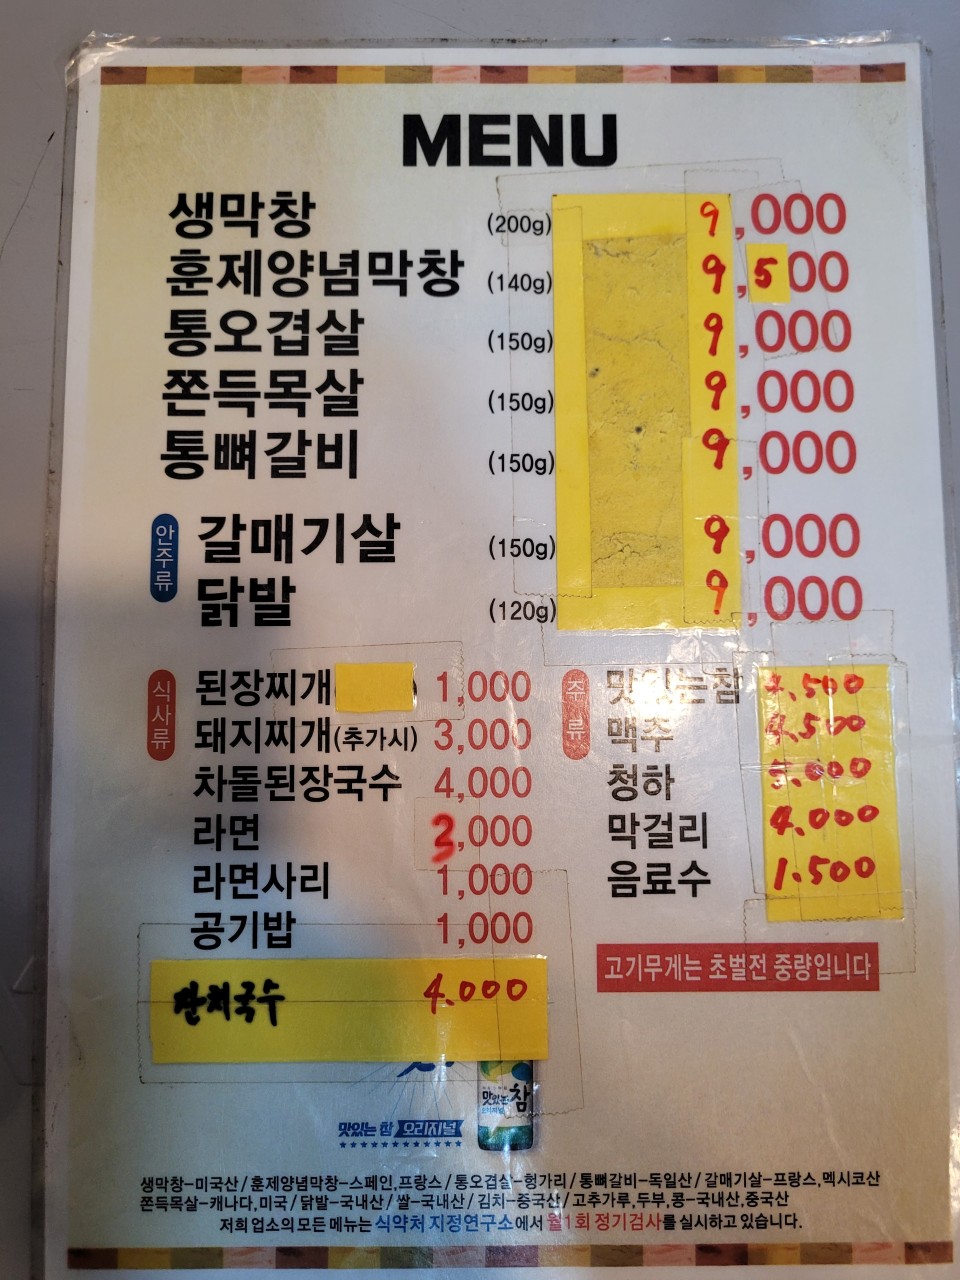 MENU
생막창 (200g) 9,000
훈제양념막창 (140g) 9,500
통오겹살 (150g) 9,000
쫀득목살 (150g) 9,000
통뼈갈비 (150g) 9,000
안주류
갈매기살 (150g) 9,000
닭발 (120g) 9,000
식사류
된장찌개 1,000
돼지찌개(추가시) 3,000
차돌된장국수 4,000
라면 3,000
라면사리 1,000
공기밥 1,000
잔치국수 4.000
주류
맛있는참 4.500
맥주 4.500
청하 5.000
막걸리 4.000
음료수 1.500
고기무게는 초벌전 중량입니다
맛있는 참
맛있는 참 오리지널
생막창-미국산 / 훈제양념막창-스페인,프랑스 / 통오겹살-헝가리 / 통뼈갈비-독일산 / 갈매기살-프랑스,멕시코산
쫀득목살-캐나다,미국 / 닭발-국내산 / 쌀-국내산 / 김치-중국산 / 고추가루,두부,콩-국내산,중국산
저희 업소의 모든 메뉴는 식약처 지정연구소에서 월1회 정기검사를 실시하고 있습니다.